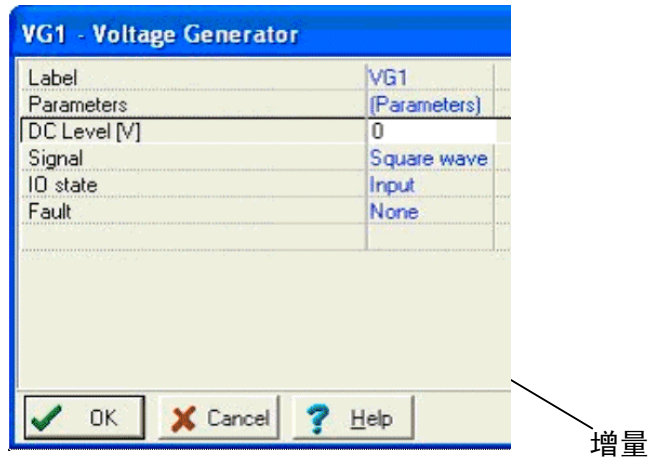 VG1 - Voltage Generator
Label VG1
Parameters (Parameters)
DC Level [V] 0
Signal Square wave
IO state Input
Fault None
OK Cancel Help
增量